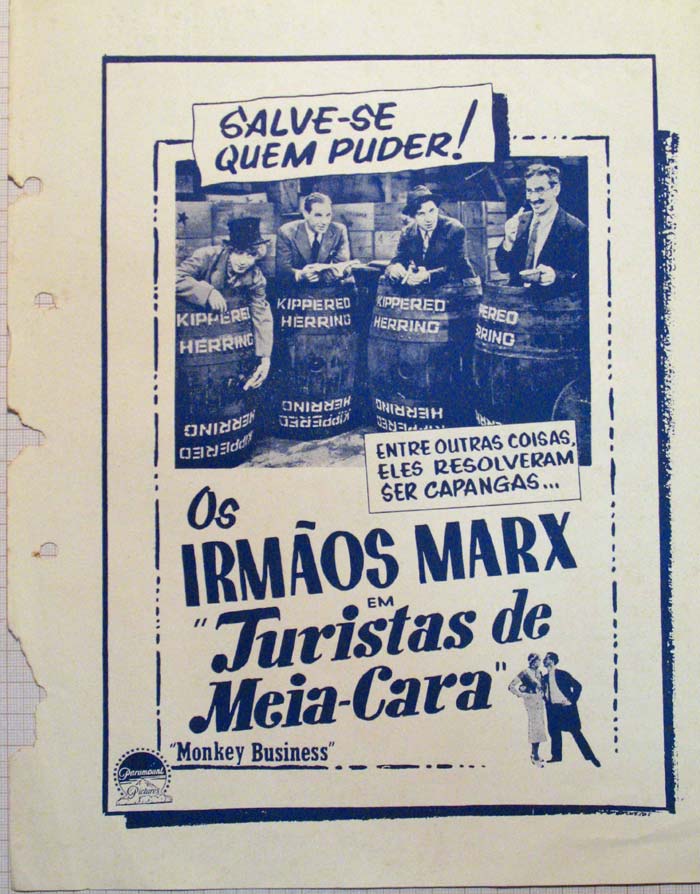 SALVE-SE
QUEM PUDER!
KIPPERED
HERRING
KIPPERED
HERRING
KIPPERED
HERRING
PERED
RRING
HERRING
KIPPERED
HERRING
KIPPERED
HERRING
KIPPERED
ENTRE OUTRAS COISAS,
ELES RESOLVERAM
SER CAPANGAS...
OS
IRMÃOS MARX
EM
"Turistas de
Meia-Cara"
"Monkey Business"
Paramount
Pictures